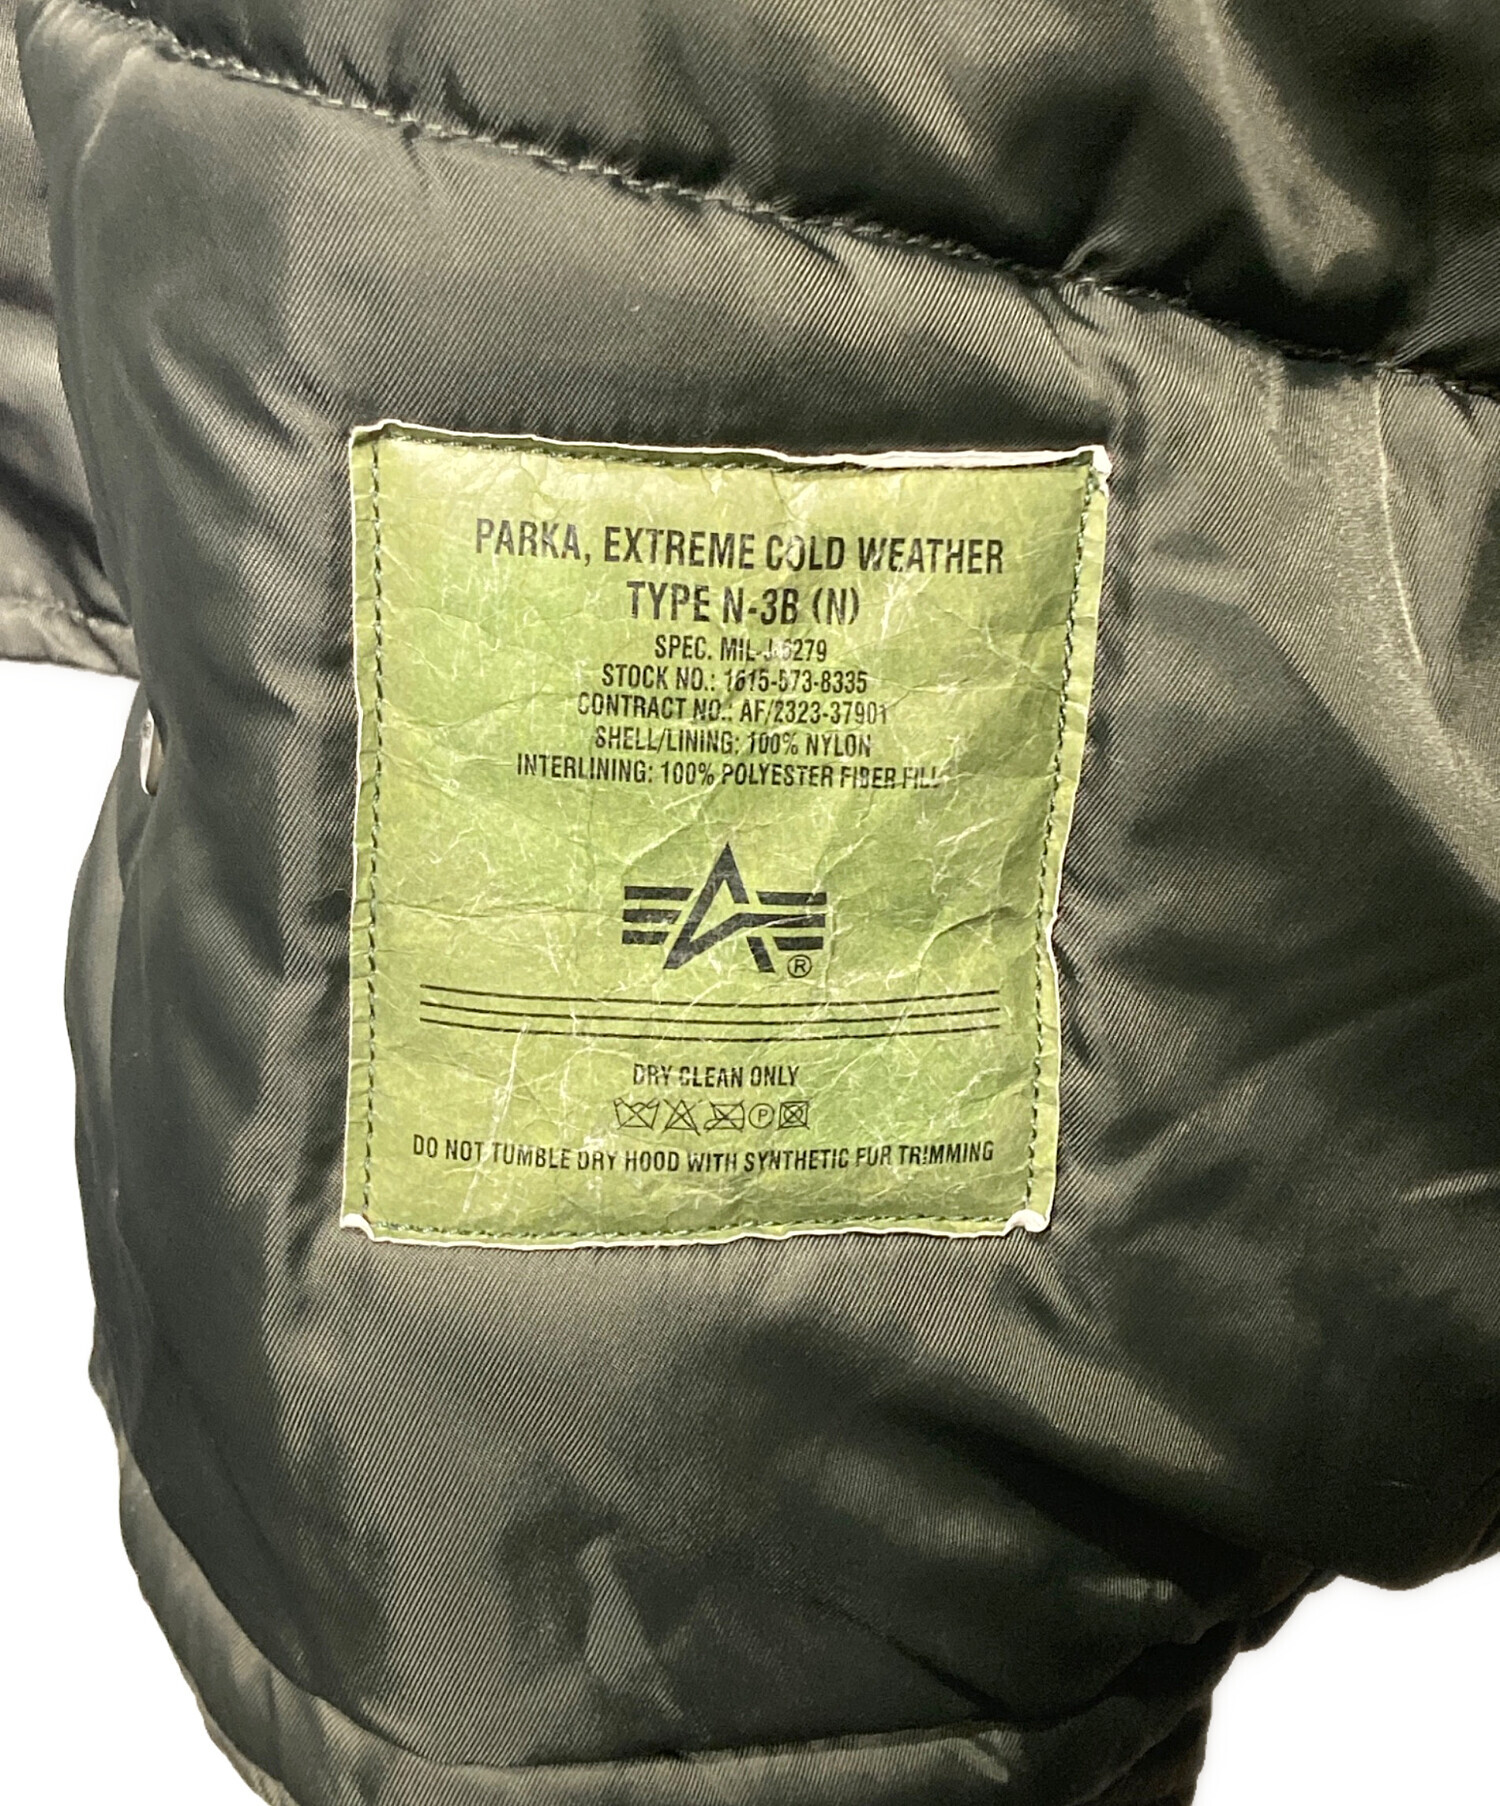 PARKA, EXTREME COLD WEATHER
TYPE N-3B (N)
SPEC. MIL-J-6279
STOCK NO.: 1615-573-8335
CONTRACT NO.: AF/2323-37901
SHELL/LINING: 100% NYLON
INTERLINING: 100% POLYESTER FIBER FILL
®
DRY CLEAN ONLY
P
DO NOT TUMBLE DRY HOOD WITH SYNTHETIC FUR TRIMMING